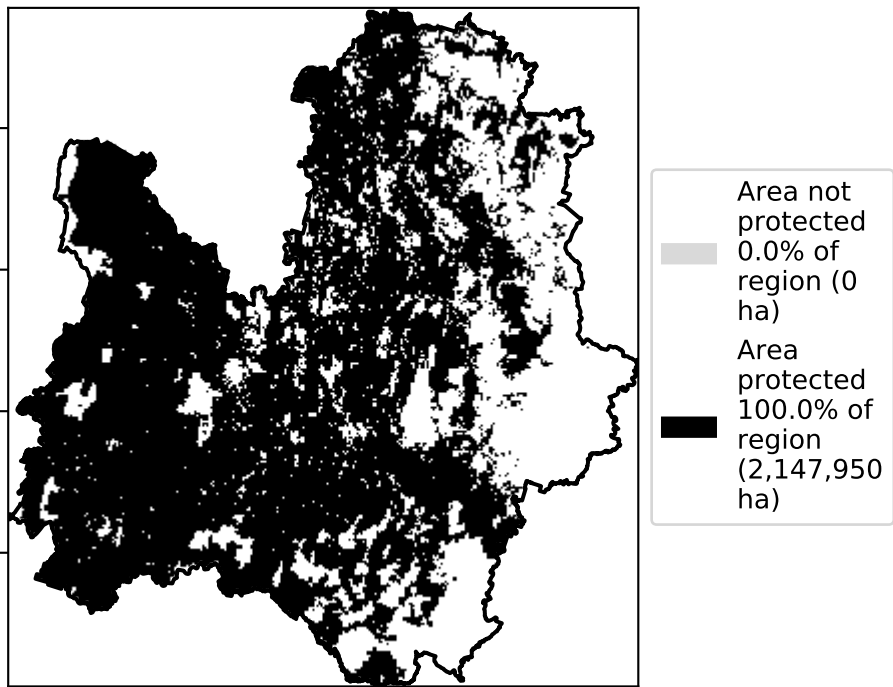 Area not
protected
0.0% of
region (0
ha)
Area
protected
100.0% of
region
(2,147,950
ha)